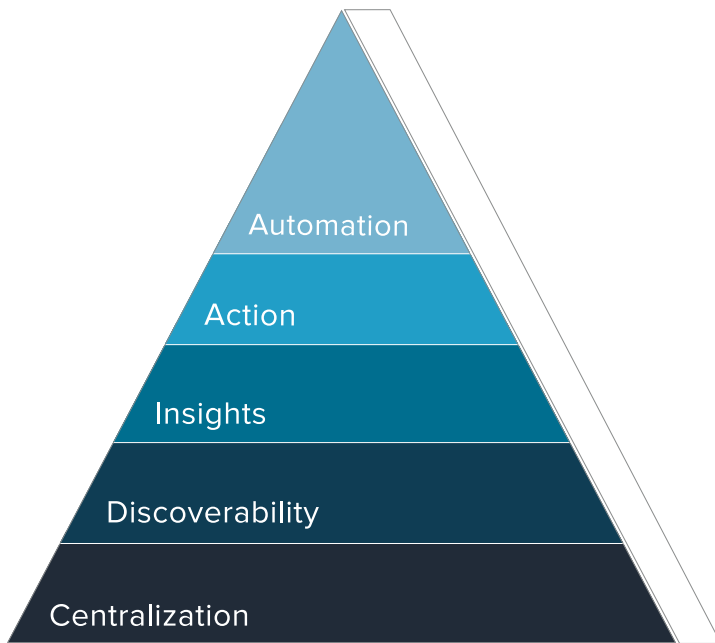 Automation
Action
Insights
Discoverability
Centralization